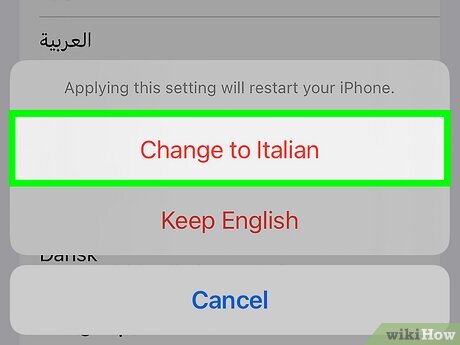 العربية
Applying this setting will restart your iPhone.
Change to Italian
Keep English
Dansk
Cancel
wikiHow